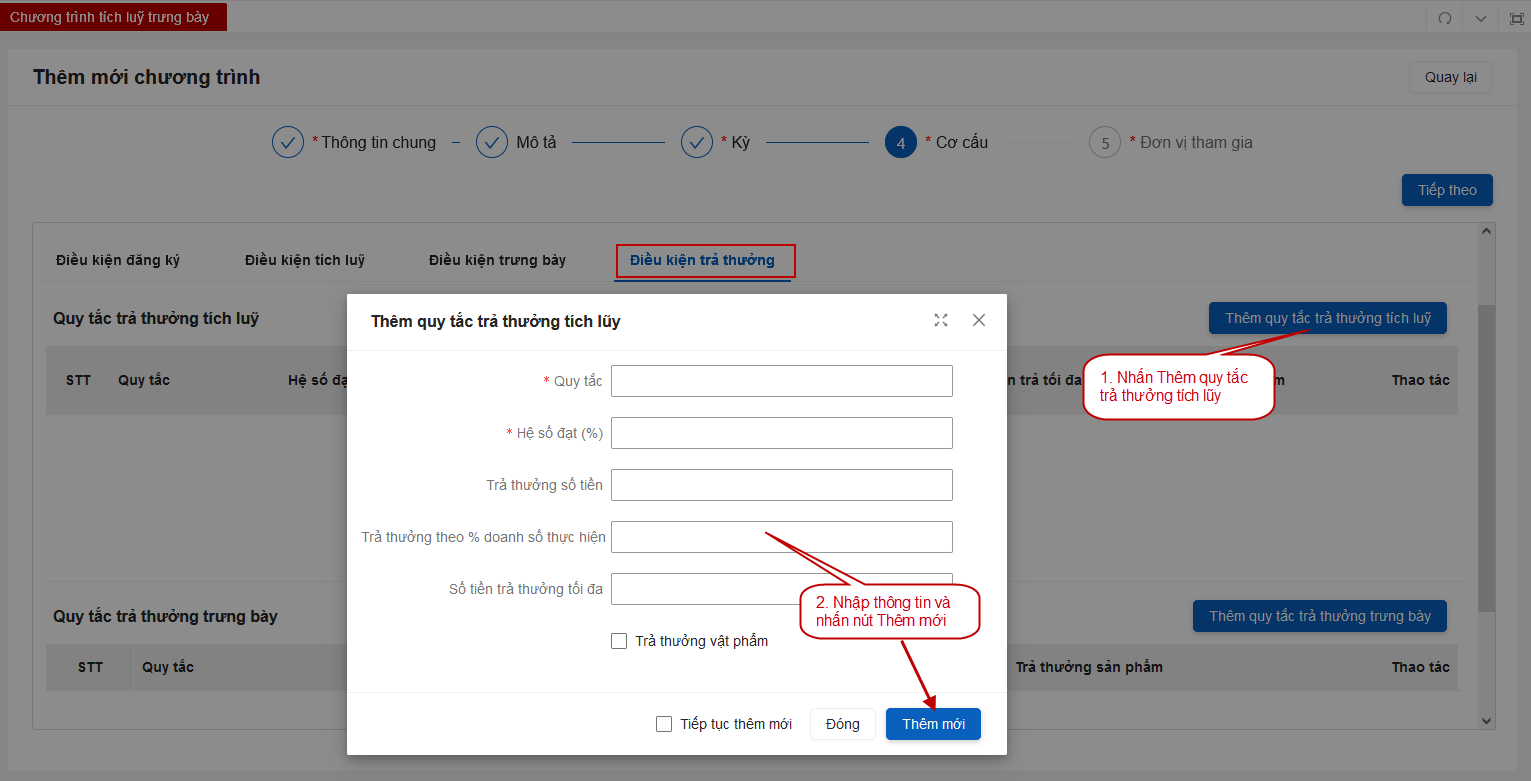 Chương trình tích luỹ trưng bày
Thêm mới chương trình
Quay lại
* Thông tin chung
Mô tả
* Kỳ
4 * Cơ cấu
5 * Đơn vị tham gia
Tiếp theo
Điều kiện đăng ký
Điều kiện tích luỹ
Điều kiện trưng bày
Điều kiện trả thưởng
Quy tắc trả thưởng tích luỹ
Thêm quy tắc trả thưởng tích luỹ
STT
Quy tắc
Hệ số
trả tối đa
Thao tác
1. Nhấn Thêm quy tắc
trả thưởng tích lũy
Thêm quy tắc trả thưởng tích lũy
* Quy tắc
* Hệ số đạt (%)
Trả thưởng số tiền
Trả thưởng theo % doanh số thực hiện
Số tiền trả thưởng tối đa
Trả thưởng vật phẩm
2. Nhập thông tin và
nhấn nút Thêm mới
Tiếp tục thêm mới
Đóng
Thêm mới
Quy tắc trả thưởng trưng bày
Thêm quy tắc trả thưởng trưng bày
STT
Quy tắc
Trả thưởng sản phẩm
Thao tác